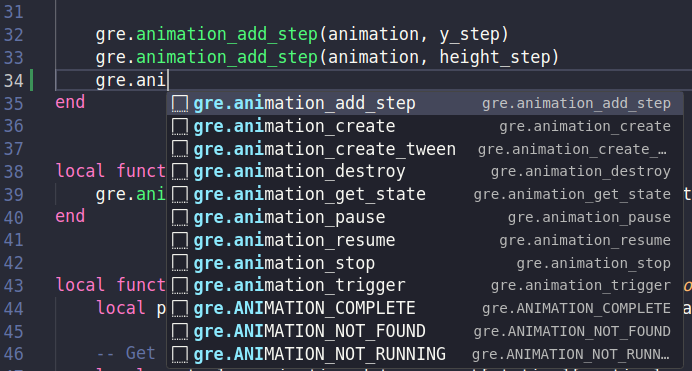 31
32 gre.animation_add_step(animation, y_step)
33 gre.animation_add_step(animation, height_step)
34 gre.ani
35 end
gre.animation_add_step gre.animation_add_step
36
gre.animation_create gre.animation_create
37
gre.animation_create_tween gre.animation_create_…
38 local funct
gre.animation_destroy gre.animation_destroy
39 gre.ani
gre.animation_get_state gre.animation_get_state
40 end
gre.animation_pause gre.animation_pause
41
gre.animation_resume gre.animation_resume
42
gre.animation_stop gre.animation_stop
43 local funct
gre.animation_trigger gre.animation_trigger
44 local p
gre.ANIMATION_COMPLETE gre.ANIMATION_COMPLETE
45
gre.ANIMATION_NOT_FOUND gre.ANIMATION_NOT_FOUND
46 -- Get
gre.ANIMATION_NOT_RUNNING gre.ANIMATION_NOT_RUNN…